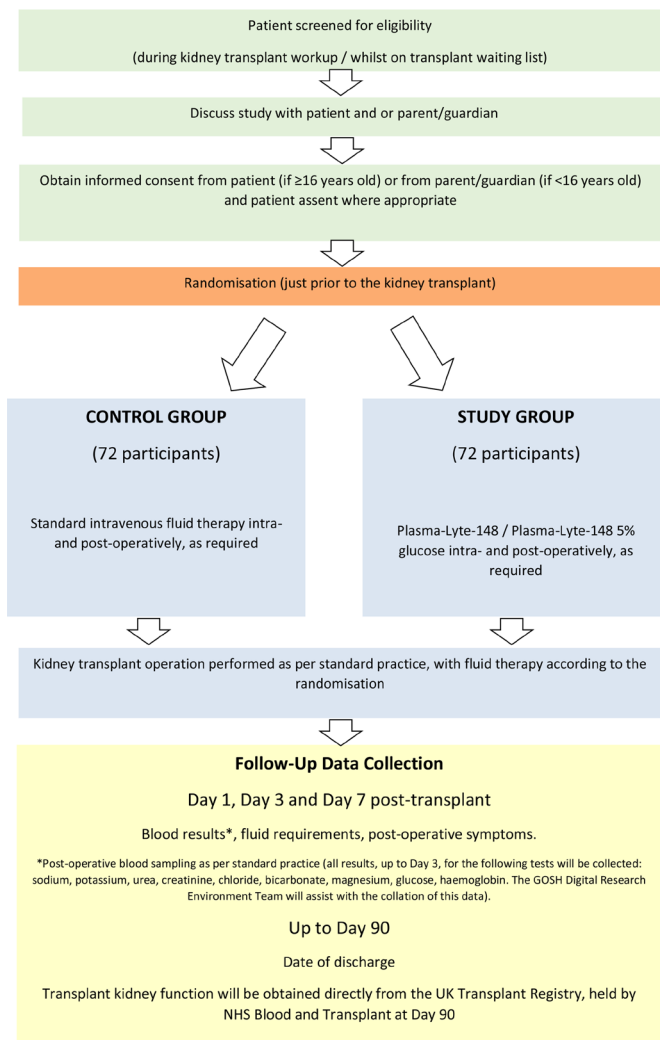 Patient screened for eligibility
(during kidney transplant workup / whilst on transplant waiting list)
Discuss study with patient and or parent/guardian
Obtain informed consent from patient (if ≥16 years old) or from parent/guardian (if <16 years old)
and patient assent where appropriate
Randomisation (just prior to the kidney transplant)
CONTROL GROUP
(72 participants)
Standard intravenous fluid therapy intra-
and post-operatively, as required
STUDY GROUP
(72 participants)
Plasma-Lyte-148 / Plasma-Lyte-148 5%
glucose intra- and post-operatively, as
required
Kidney transplant operation performed as per standard practice, with fluid therapy according to the
randomisation
Follow-Up Data Collection
Day 1, Day 3 and Day 7 post-transplant
Blood results*, fluid requirements, post-operative symptoms.
*Post-operative blood sampling as per standard practice (all results, up to Day 3, for the following tests will be collected:
sodium, potassium, urea, creatinine, chloride, bicarbonate, magnesium, glucose, haemoglobin. The GOSH Digital Research
Environment Team will assist with the collation of this data).
Up to Day 90
Date of discharge
Transplant kidney function will be obtained directly from the UK Transplant Registry, held by
NHS Blood and Transplant at Day 90